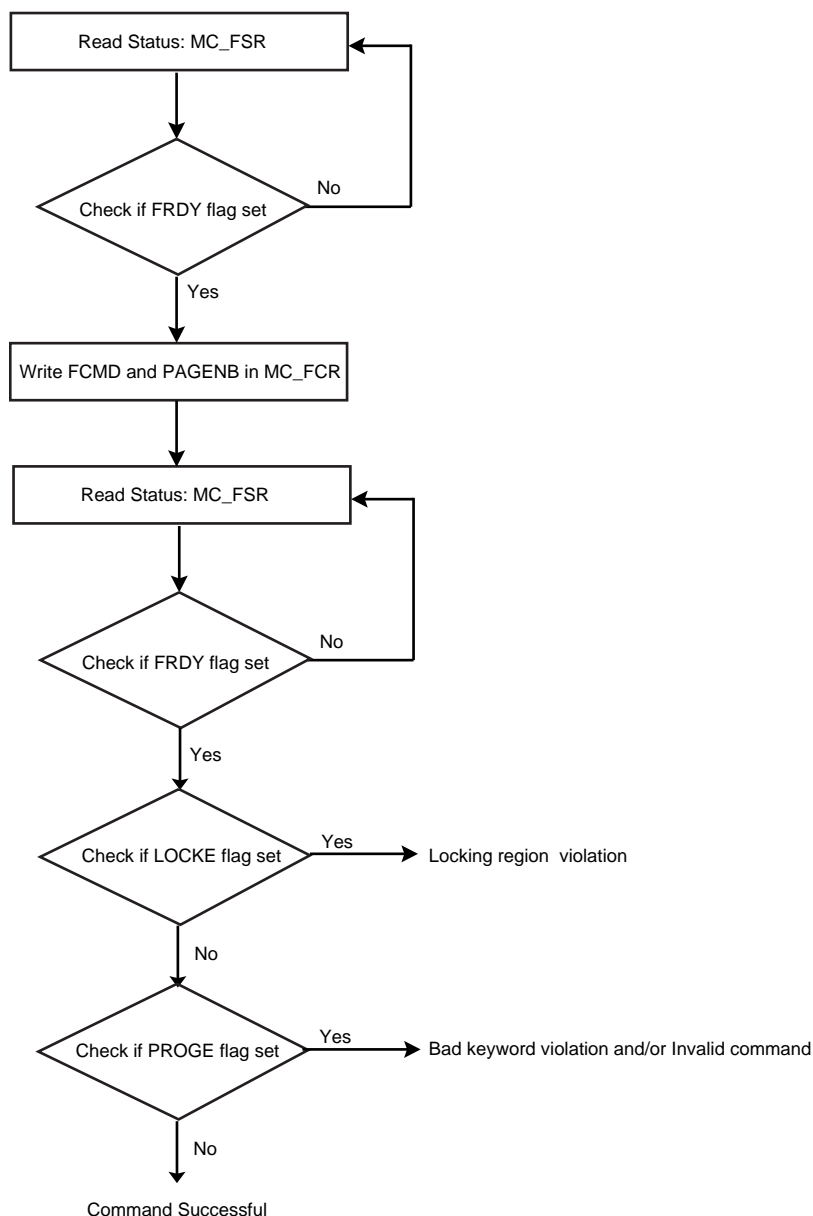 Read Status: MC_FSR
No
Check if FRDY flag set
Yes
Write FCMD and PAGENB in MC_FCR
Read Status: MC_FSR
No
Check if FRDY flag set
Yes
Check if LOCKE flag set
Yes
Locking region violation
No
Check if PROGE flag set
Yes
Bad keyword violation and/or Invalid command
No
Command Successful